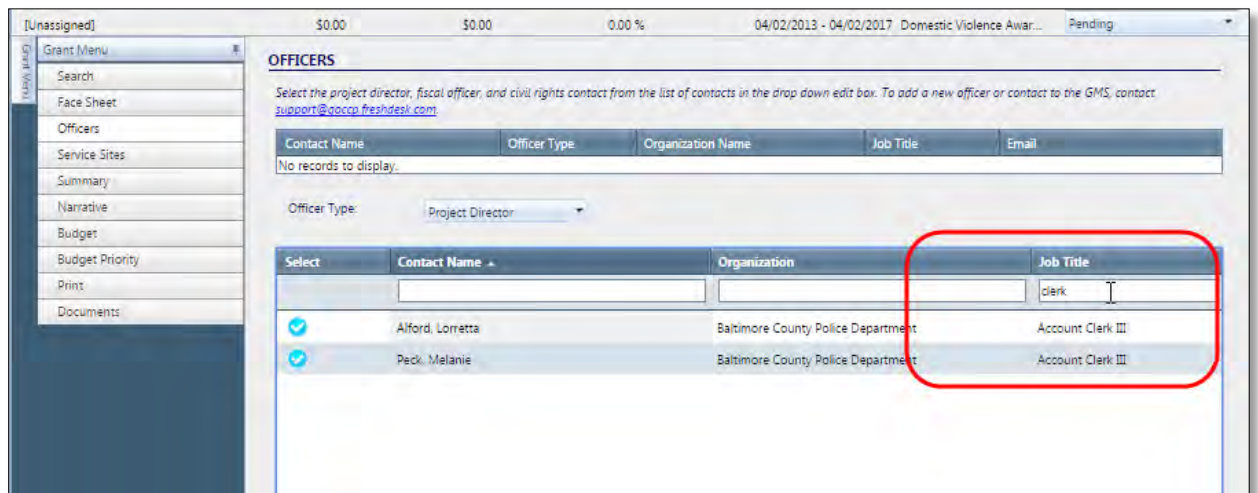 [Unassigned] $0.00 $0.00 0.00 % 04/02/2013 - 04/02/2017 Domestic Violence Awar... Pending
Grant Menu
Grant Menu
Search
Face Sheet
Officers
Service Sites
Summary
Narrative
Budget
Budget Priority
Print
Documents
OFFICERS
Select the project director, fiscal officer, and civil rights contact from the list of contacts in the drop down edit box. To add a new officer or contact to the GMS, contact
support@goccp.freshdesk.com.
Contact Name Officer Type Organization Name Job Title Email
No records to display.
Officer Type: Project Director
Select Contact Name Organization Job Title
clerk
Alford, Lorretta Baltimore County Police Department Account Clerk III
Peck, Melanie Baltimore County Police Department Account Clerk III